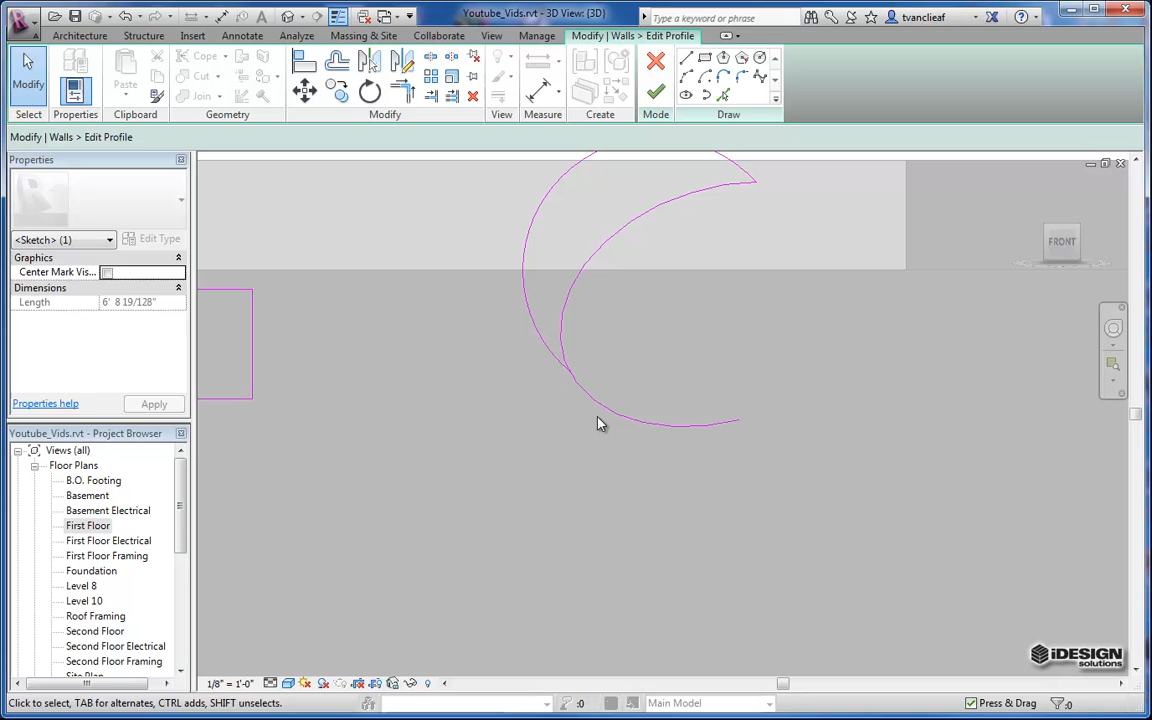 Youtube_Vids.rvt - 3D View: {3D}
Type a keyword or phrase
tvanclieaf
Architecture Structure Insert Annotate Analyze Massing & Site Collaborate View Manage Modify | Walls > Edit Profile
Modify
Paste
Cope
Cut
Join
Select Properties Clipboard Geometry Modify View Measure Create Mode Draw
Modify | Walls > Edit Profile
Properties
<Sketch> (1)
Edit Type
Graphics
Center Mark Vis...
Dimensions
Length 6' 8 19/128"
Properties help
Apply
Youtube_Vids.rvt - Project Browser
Views (all)
Floor Plans
B.O. Footing
Basement
Basement Electrical
First Floor
First Floor Electrical
First Floor Framing
Foundation
Level 8
Level 10
Roof Framing
Second Floor
Second Floor Electrical
Second Floor Framing
Site Plan
FRONT
iDESIGN
solutions
1/8" = 1'-0"
Click to select, TAB for alternates, CTRL adds, SHIFT unselects.
:0
Main Model
Press & Drag
:0